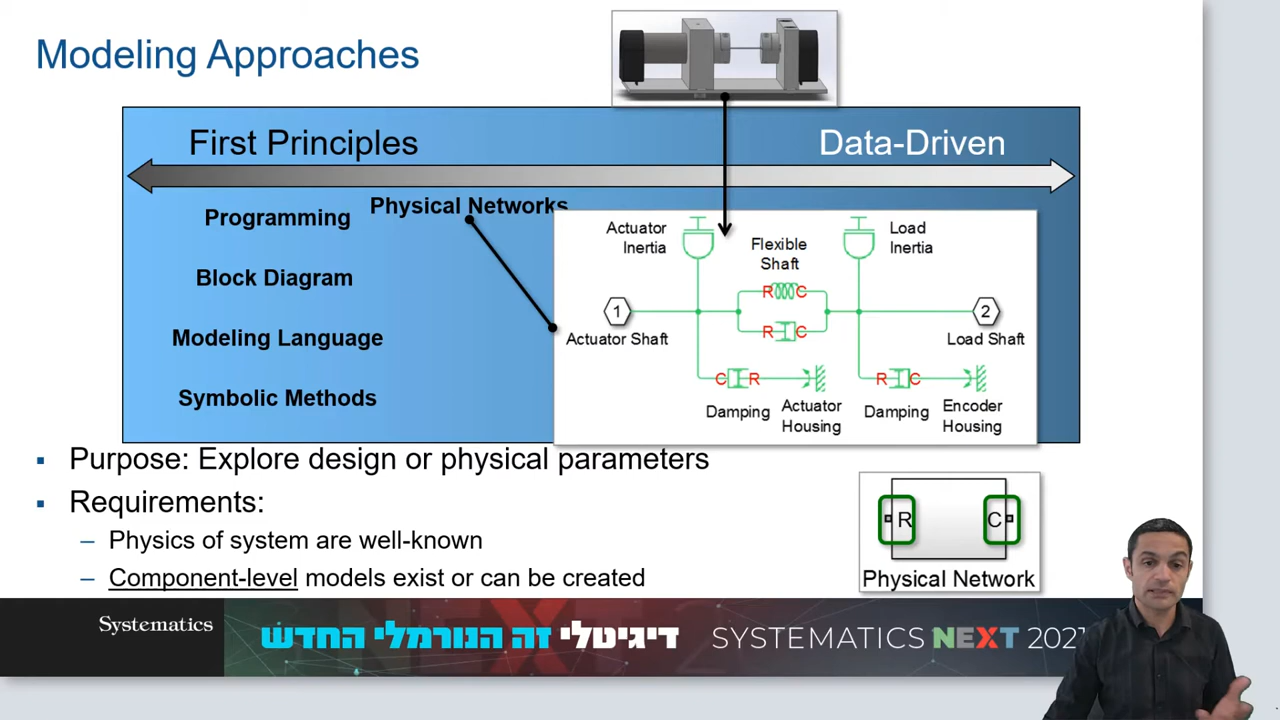 Modeling Approaches
First Principles
Data-Driven
Programming
Physical Networks
Block Diagram
Modeling Language
Symbolic Methods
Actuator
Inertia
Flexible
Shaft
Load
Inertia
R C
1
R C
2
Actuator Shaft
Load Shaft
C R
R C
Damping
Actuator
Housing
Damping
Encoder
Housing
Purpose: Explore design or physical parameters
Requirements:
– Physics of system are well-known
– Component-level models exist or can be created
R C
Physical Network
Systematics
דיגיטלי זה הנורמלי החדש
SYSTEMATICS NEXT 2021